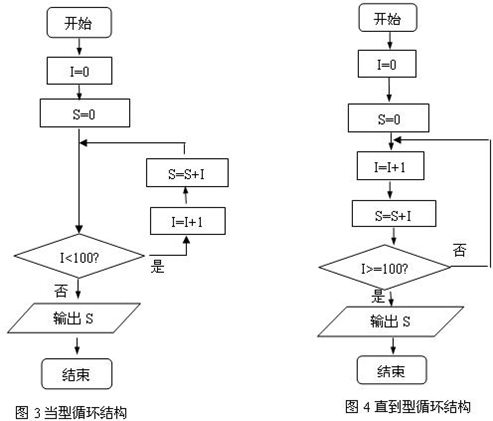 开始
I=0
S=0
S=S+I
I=I+1
I<100?
是
否
输出 S
结束
图 3 当型循环结构
开始
I=0
S=0
I=I+1
S=S+I
I>=100?
否
是
输出 S
结束
图 4 直到型循环结构